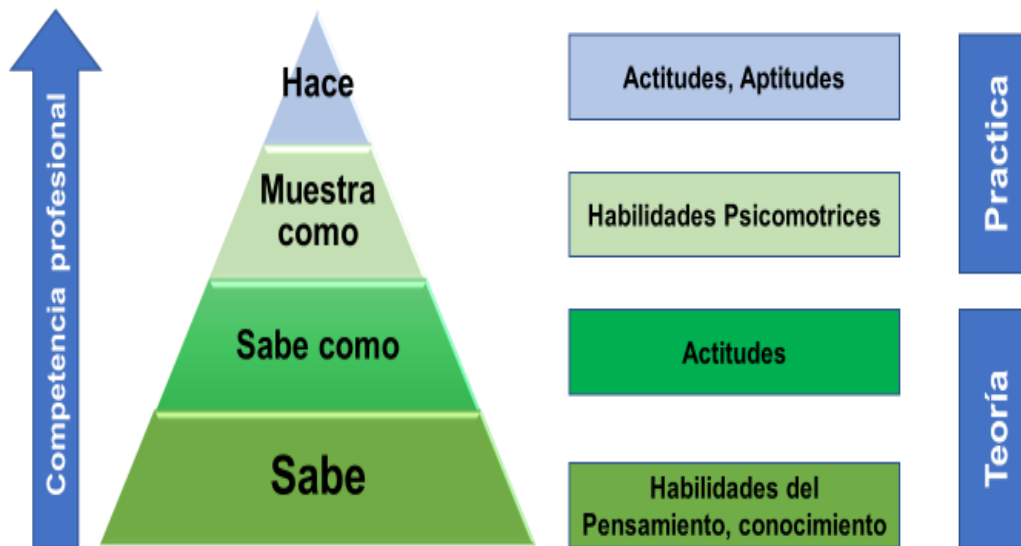 Competencia profesional
Hace
Muestra
como
Sabe como
Sabe
Actitudes, Aptitudes
Habilidades Psicomotrices
Actitudes
Habilidades del
Pensamiento, conocimiento
Practica
Teoría